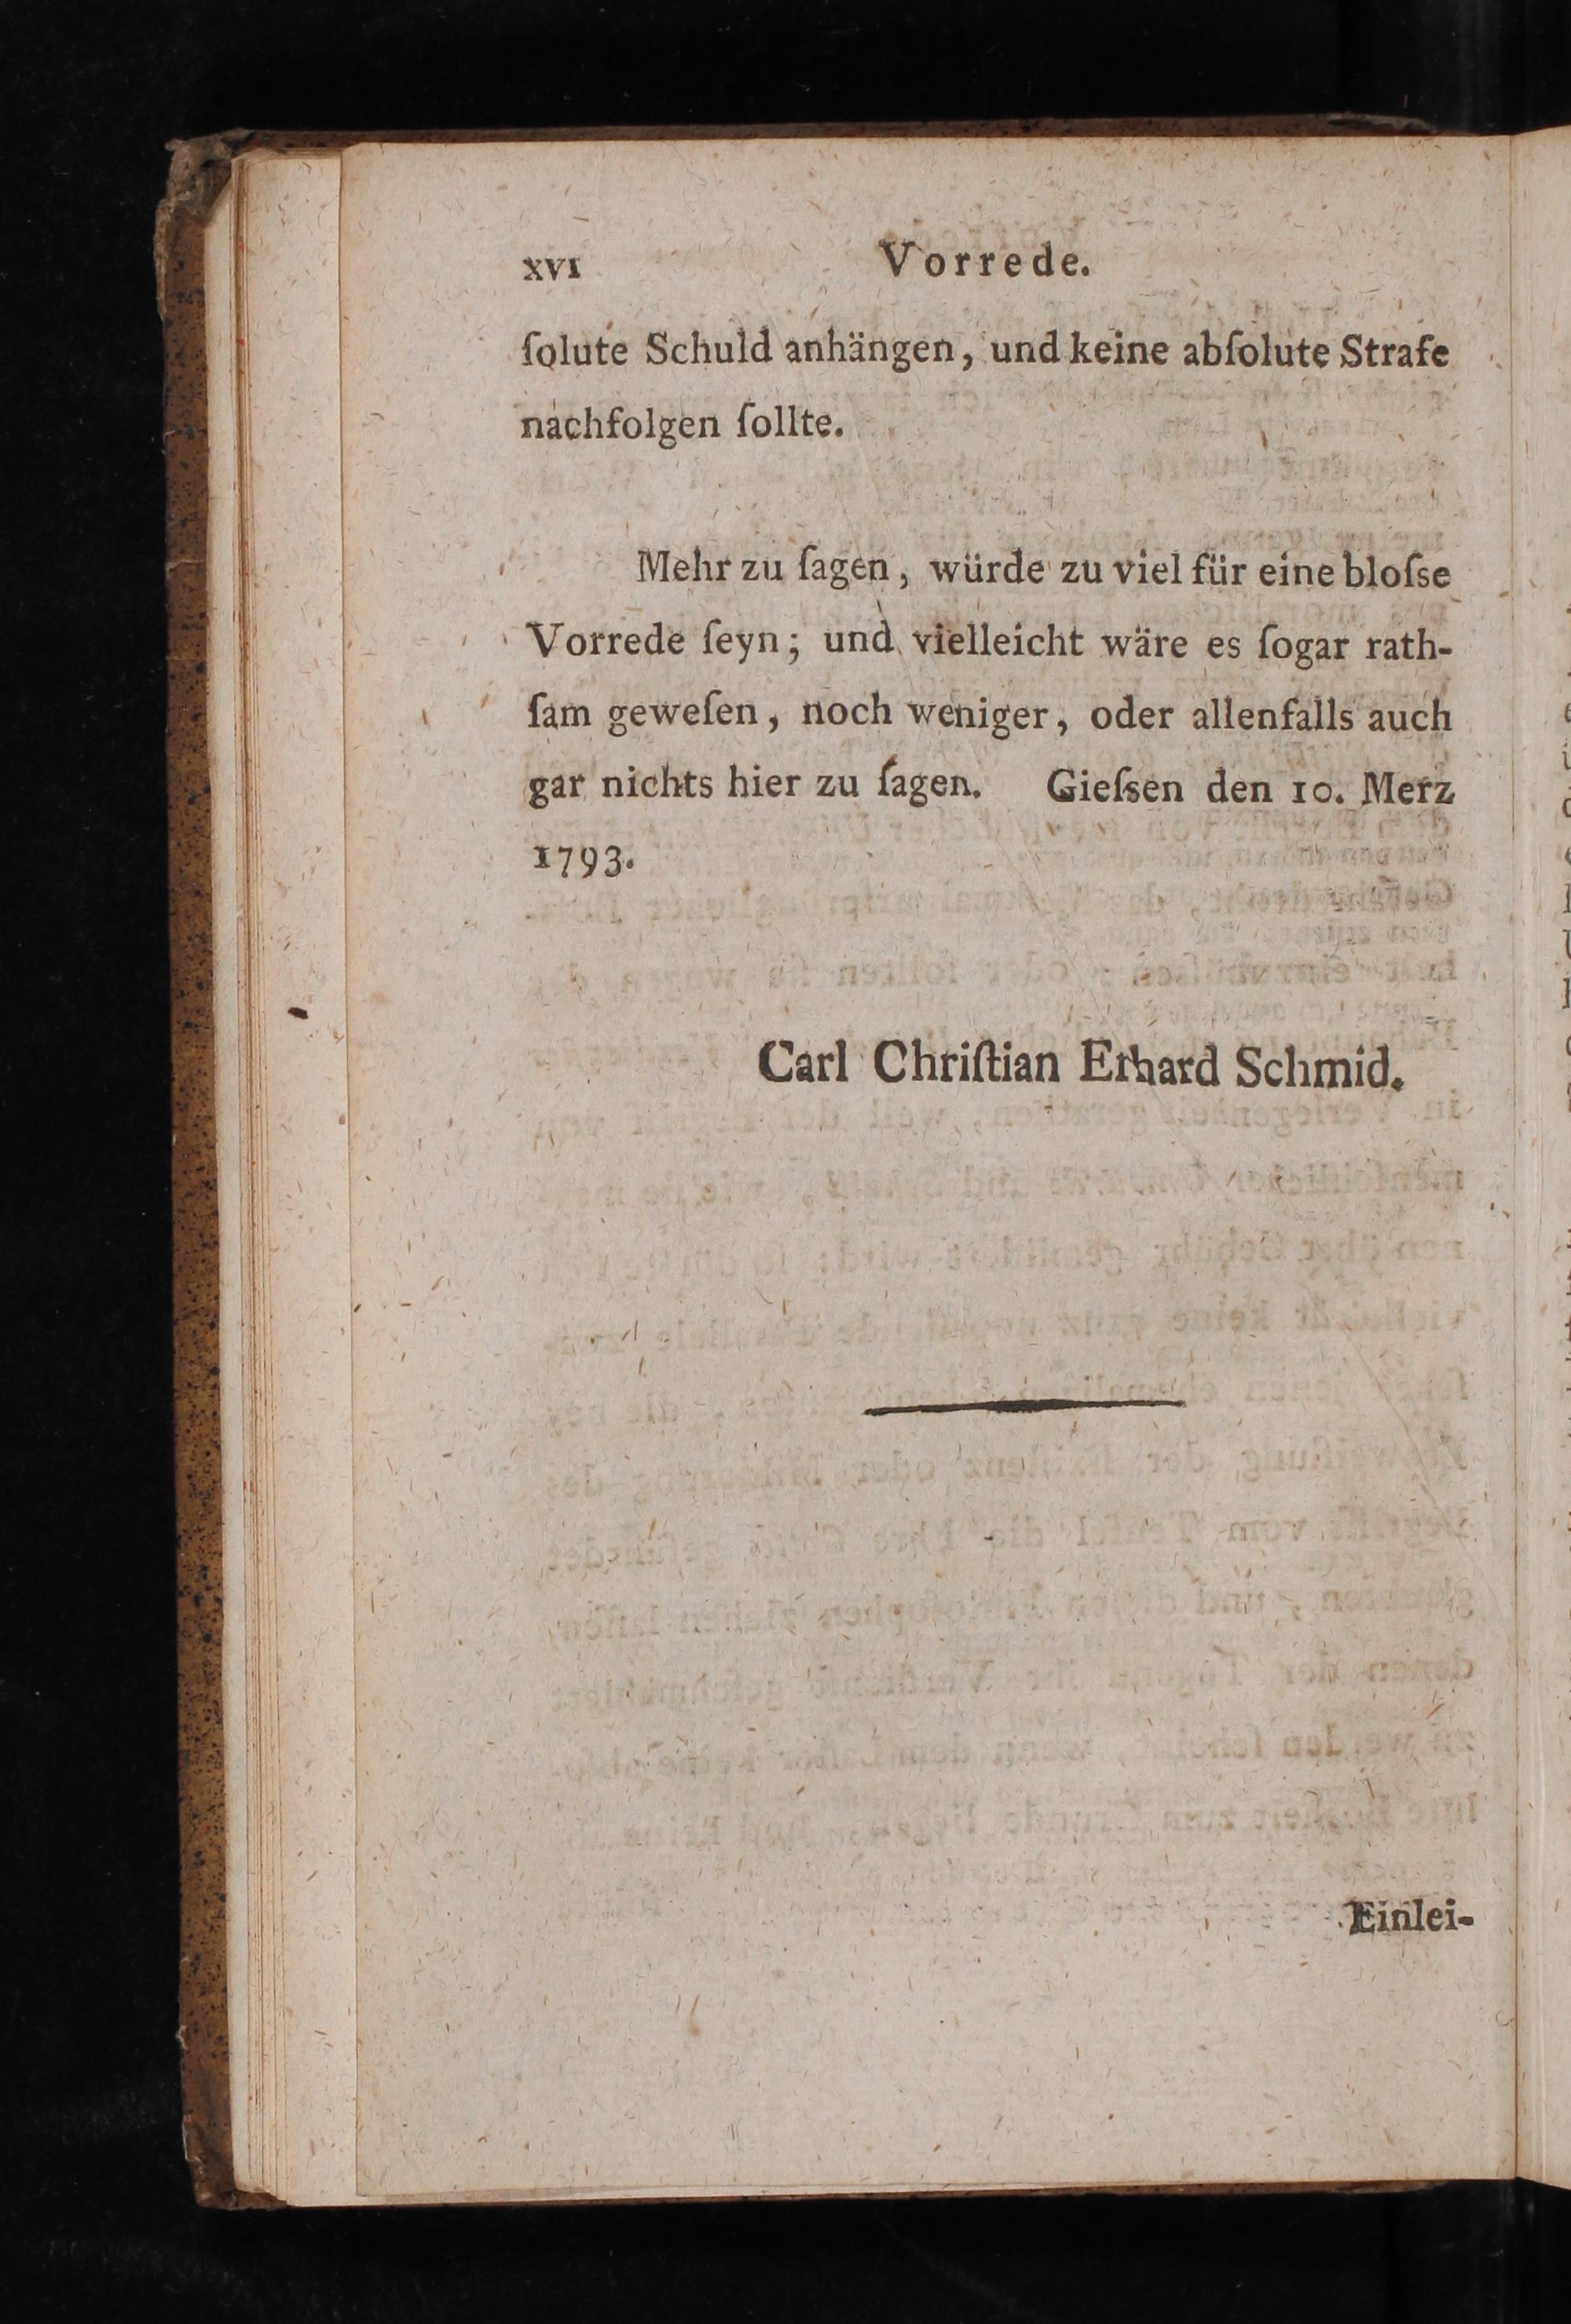 XVI Vorrede.
ſolute Schuld anhängen, und keine abſolute Strafe
nachfolgen ſollte.
Mehr zu ſagen, würde zu viel für eine bloſse
Vorrede ſeyn; und vielleicht wäre es ſogar rath-
ſam geweſen, noch weniger, oder allenfalls auch
gar nichts hier zu ſagen. Gieſsen den 10. Merz
1793.
Carl Chriſtian Erhard Schmid.
Einlei-